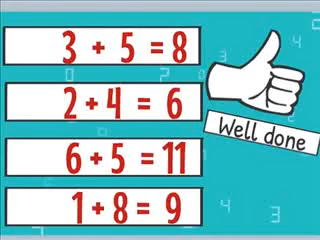 3 + 5 = 8
2 + 4 = 6
6 + 5 = 11
1 + 8 = 9
Well done